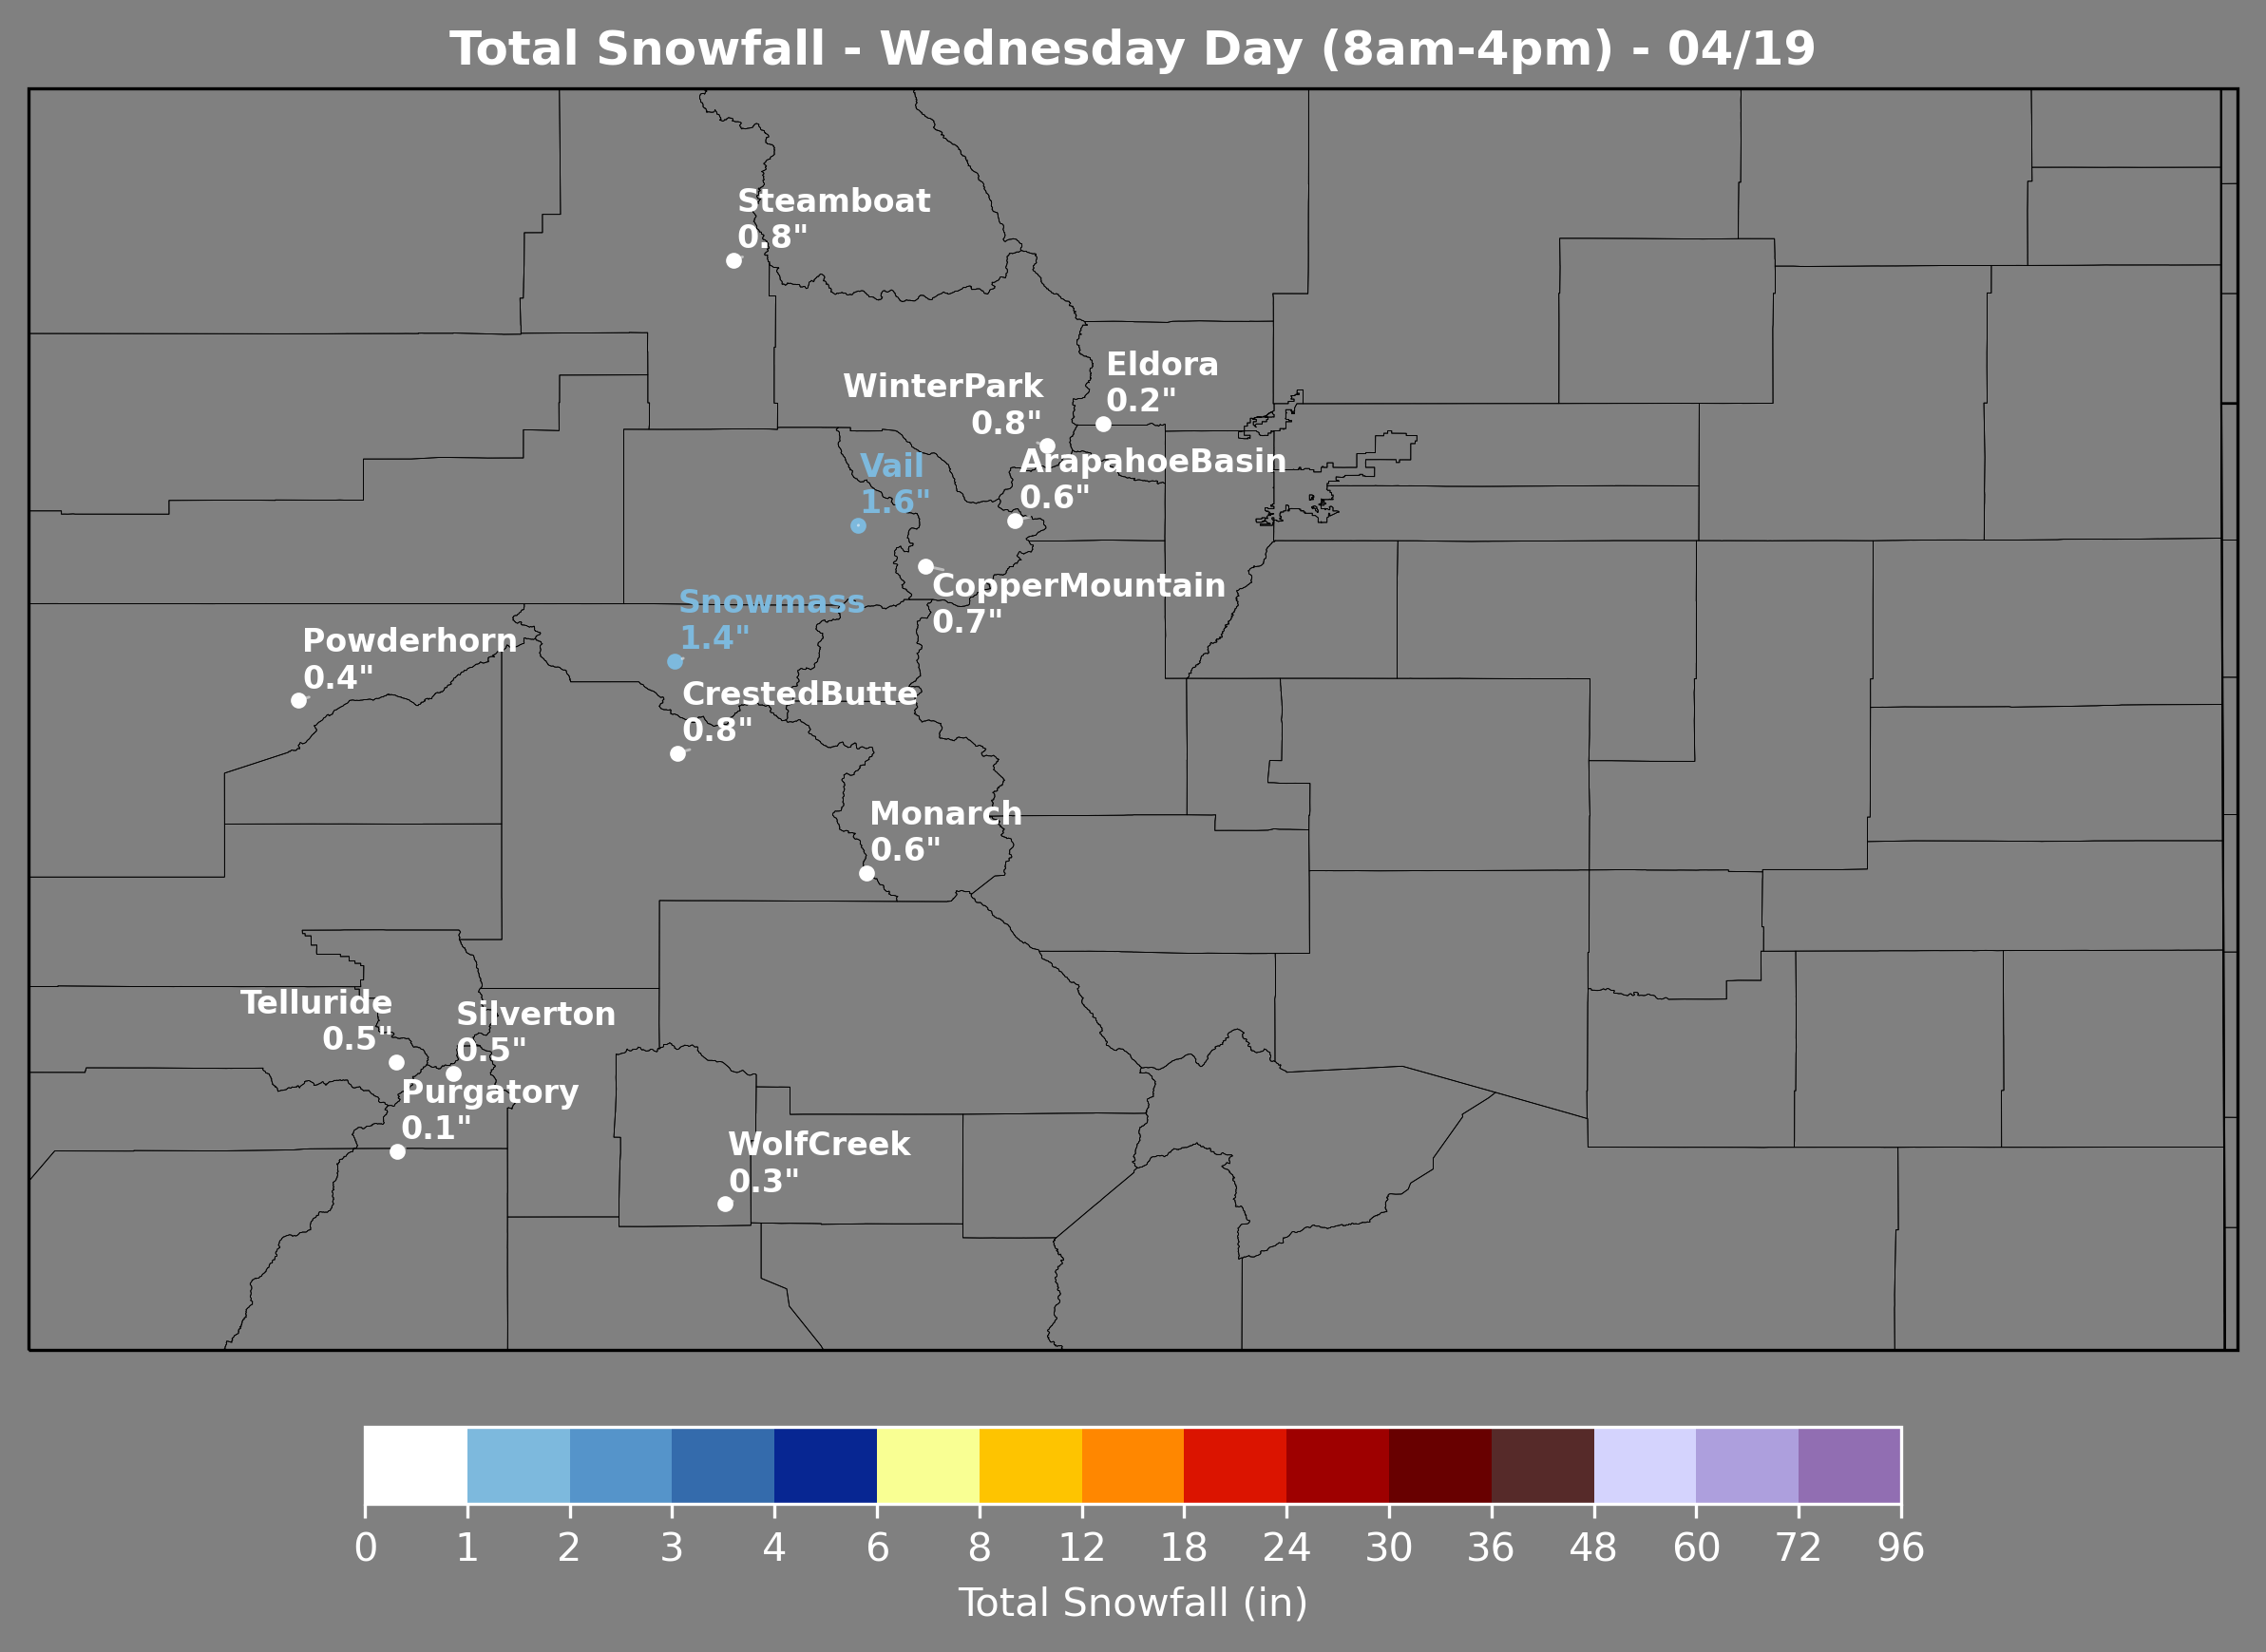 Total Snowfall - Wednesday Day (8am-4pm) - 04/19
Steamboat
0.8"
Eldora
0.2"
WinterPark
0.8"
ArapahoeBasin
0.6"
Vail
1.6"
CopperMountain
0.7"
Snowmass
1.4"
Powderhorn
0.4"
CrestedButte
0.8"
Monarch
0.6"
Telluride
0.5"
Silverton
0.5"
Purgatory
0.1"
WolfCreek
0.3"
0 1 2 3 4 6 8 12 18 24 30 36 48 60 72 96
Total Snowfall (in)